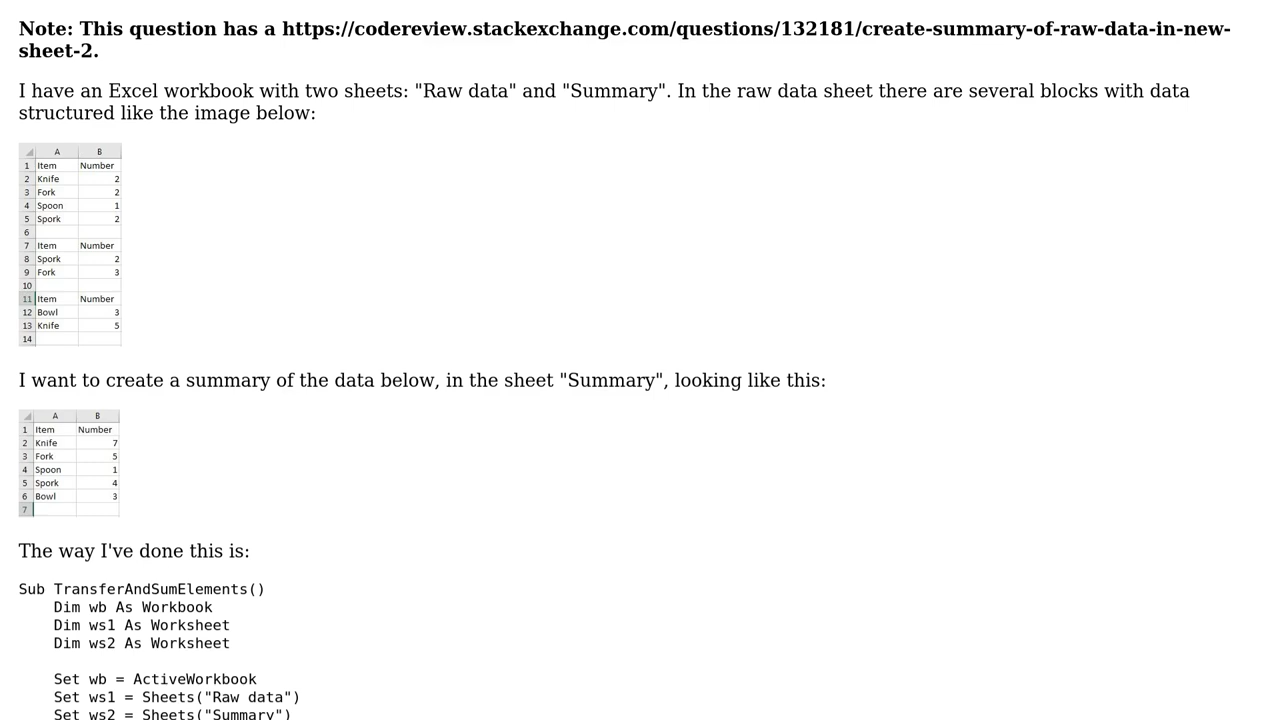 Note: This question has a https://codereview.stackexchange.com/questions/132181/create-summary-of-raw-data-in-new-
sheet-2.
I have an Excel workbook with two sheets: "Raw data" and "Summary". In the raw data sheet there are several blocks with data
structured like the image below:
A B
1 Item Number
2 Knife 2
3 Fork 2
4 Spoon 1
5 Spork 2
6
7 Item Number
8 Spork 2
9 Fork 3
10
11 Item Number
12 Bowl 3
13 Knife 5
14
I want to create a summary of the data below, in the sheet "Summary", looking like this:
A B
1 Item Number
2 Knife 7
3 Fork 5
4 Spoon 1
5 Spork 4
6 Bowl 3
7
The way I've done this is:
Sub TransferAndSumElements()
    Dim wb As Workbook
    Dim ws1 As Worksheet
    Dim ws2 As Worksheet
    Set wb = ActiveWorkbook
    Set ws1 = Sheets("Raw data")
    Set ws2 = Sheets("Summary")